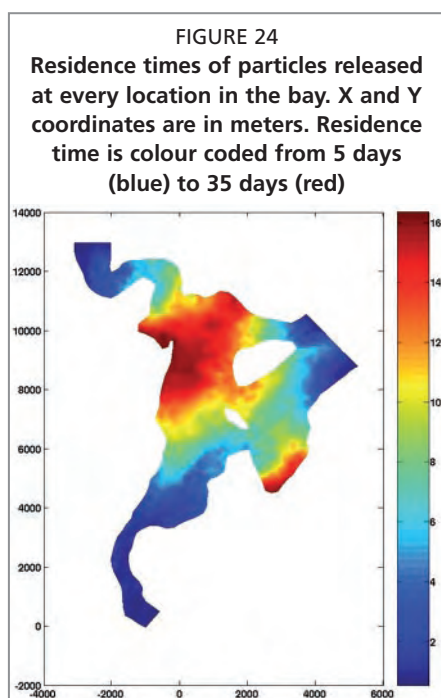 FIGURE 24
Residence times of particles released
at every location in the bay. X and Y
coordinates are in meters. Residence
time is colour coded from 5 days
(blue) to 35 days (red)
14000
12000
10000
8000
6000
4000
2000
0
-2000
-4000 -2000 0 2000 4000 6000
16
14
12
10
8
6
4
2